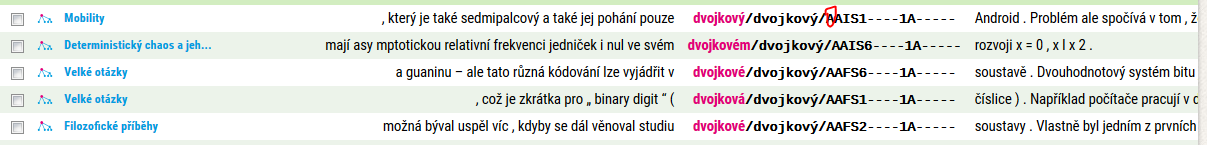 Mobility , který je také sedmipalcový a také jej pohání pouze dvojkový/dvojkový/AAIS1----1A----- Android . Problém ale spočívá v tom , ž
Deterministický chaos a jeh... mají asy mptotickou relativní frekvenci jedniček i nul ve svém dvojkovém/dvojkový/AAIS6----1A----- rozvoji x = 0 , x l x 2 .
Velké otázky a guaninu – ale tato různá kódování lze vyjádřit v dvojkové/dvojkový/AAFS6----1A----- soustavě . Dvouhodnotový systém bitu
Velké otázky , což je zkrátka pro „ binary digit “ ( dvojková/dvojkový/AAFS1----1A----- číslice ) . Například počítače pracují v
Filozofické příběhy možná býval uspěl víc , kdyby se dál věnoval studiu dvojkové/dvojkový/AAFS2----1A----- soustavy . Vlastně byl jedním z prvních